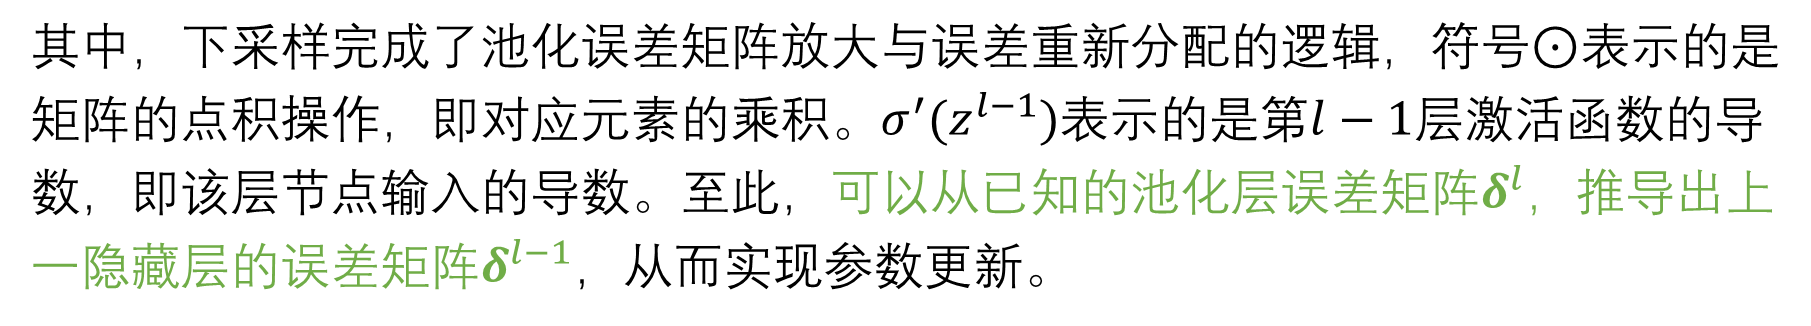 其中，下采样完成了池化误差矩阵放大与误差重新分配的逻辑，符号⊙表示的是
矩阵的点积操作，即对应元素的乘积。σ′(z^{l−1})表示的是第l − 1层激活函数的导
数，即该层节点输入的导数。至此，可以从已知的池化层误差矩阵δ^l，推导出上
一隐藏层的误差矩阵δ^{l−1}，从而实现参数更新。